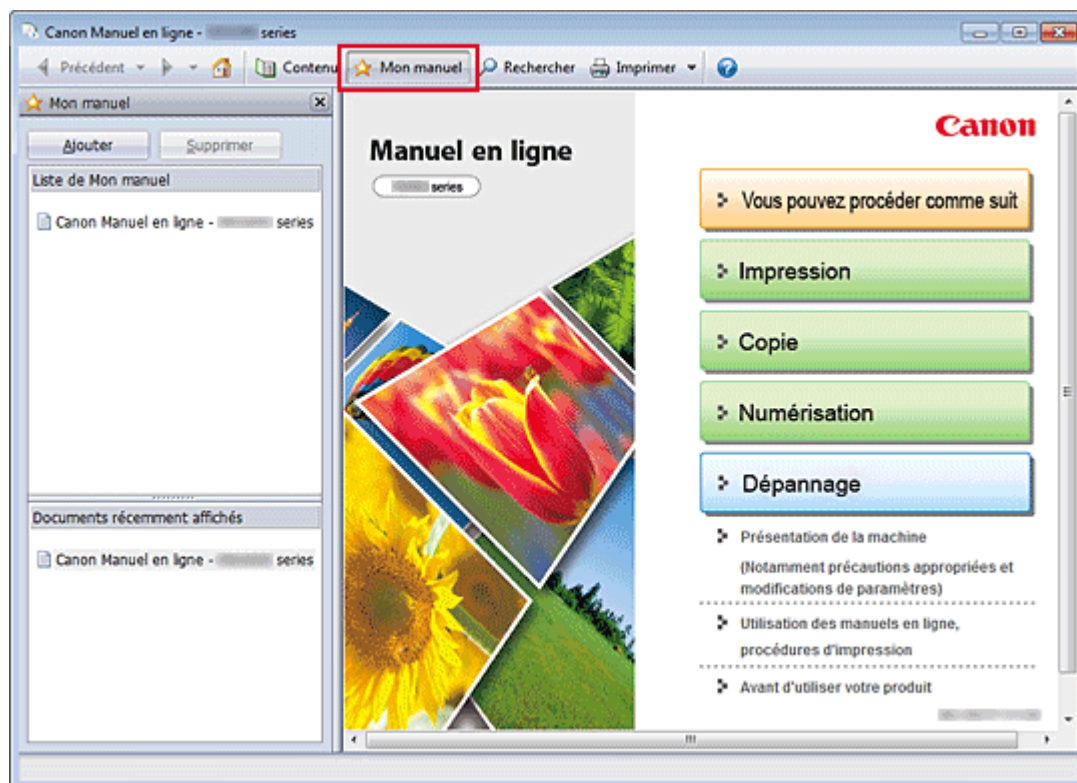 Canon Manuel en ligne - series
Précédent Contenu Mon manuel Rechercher Imprimer
Mon manuel
Ajouter Supprimer
Liste de Mon manuel
Canon Manuel en ligne - series
Documents récemment affichés
Canon Manuel en ligne - series
Manuel en ligne
series
Canon
Vous pouvez procéder comme suit
Impression
Copie
Numérisation
Dépannage
Présentation de la machine
(Notamment précautions appropriées et
modifications de paramètres)
Utilisation des manuels en ligne,
procédures d'impression
Avant d'utiliser votre produit